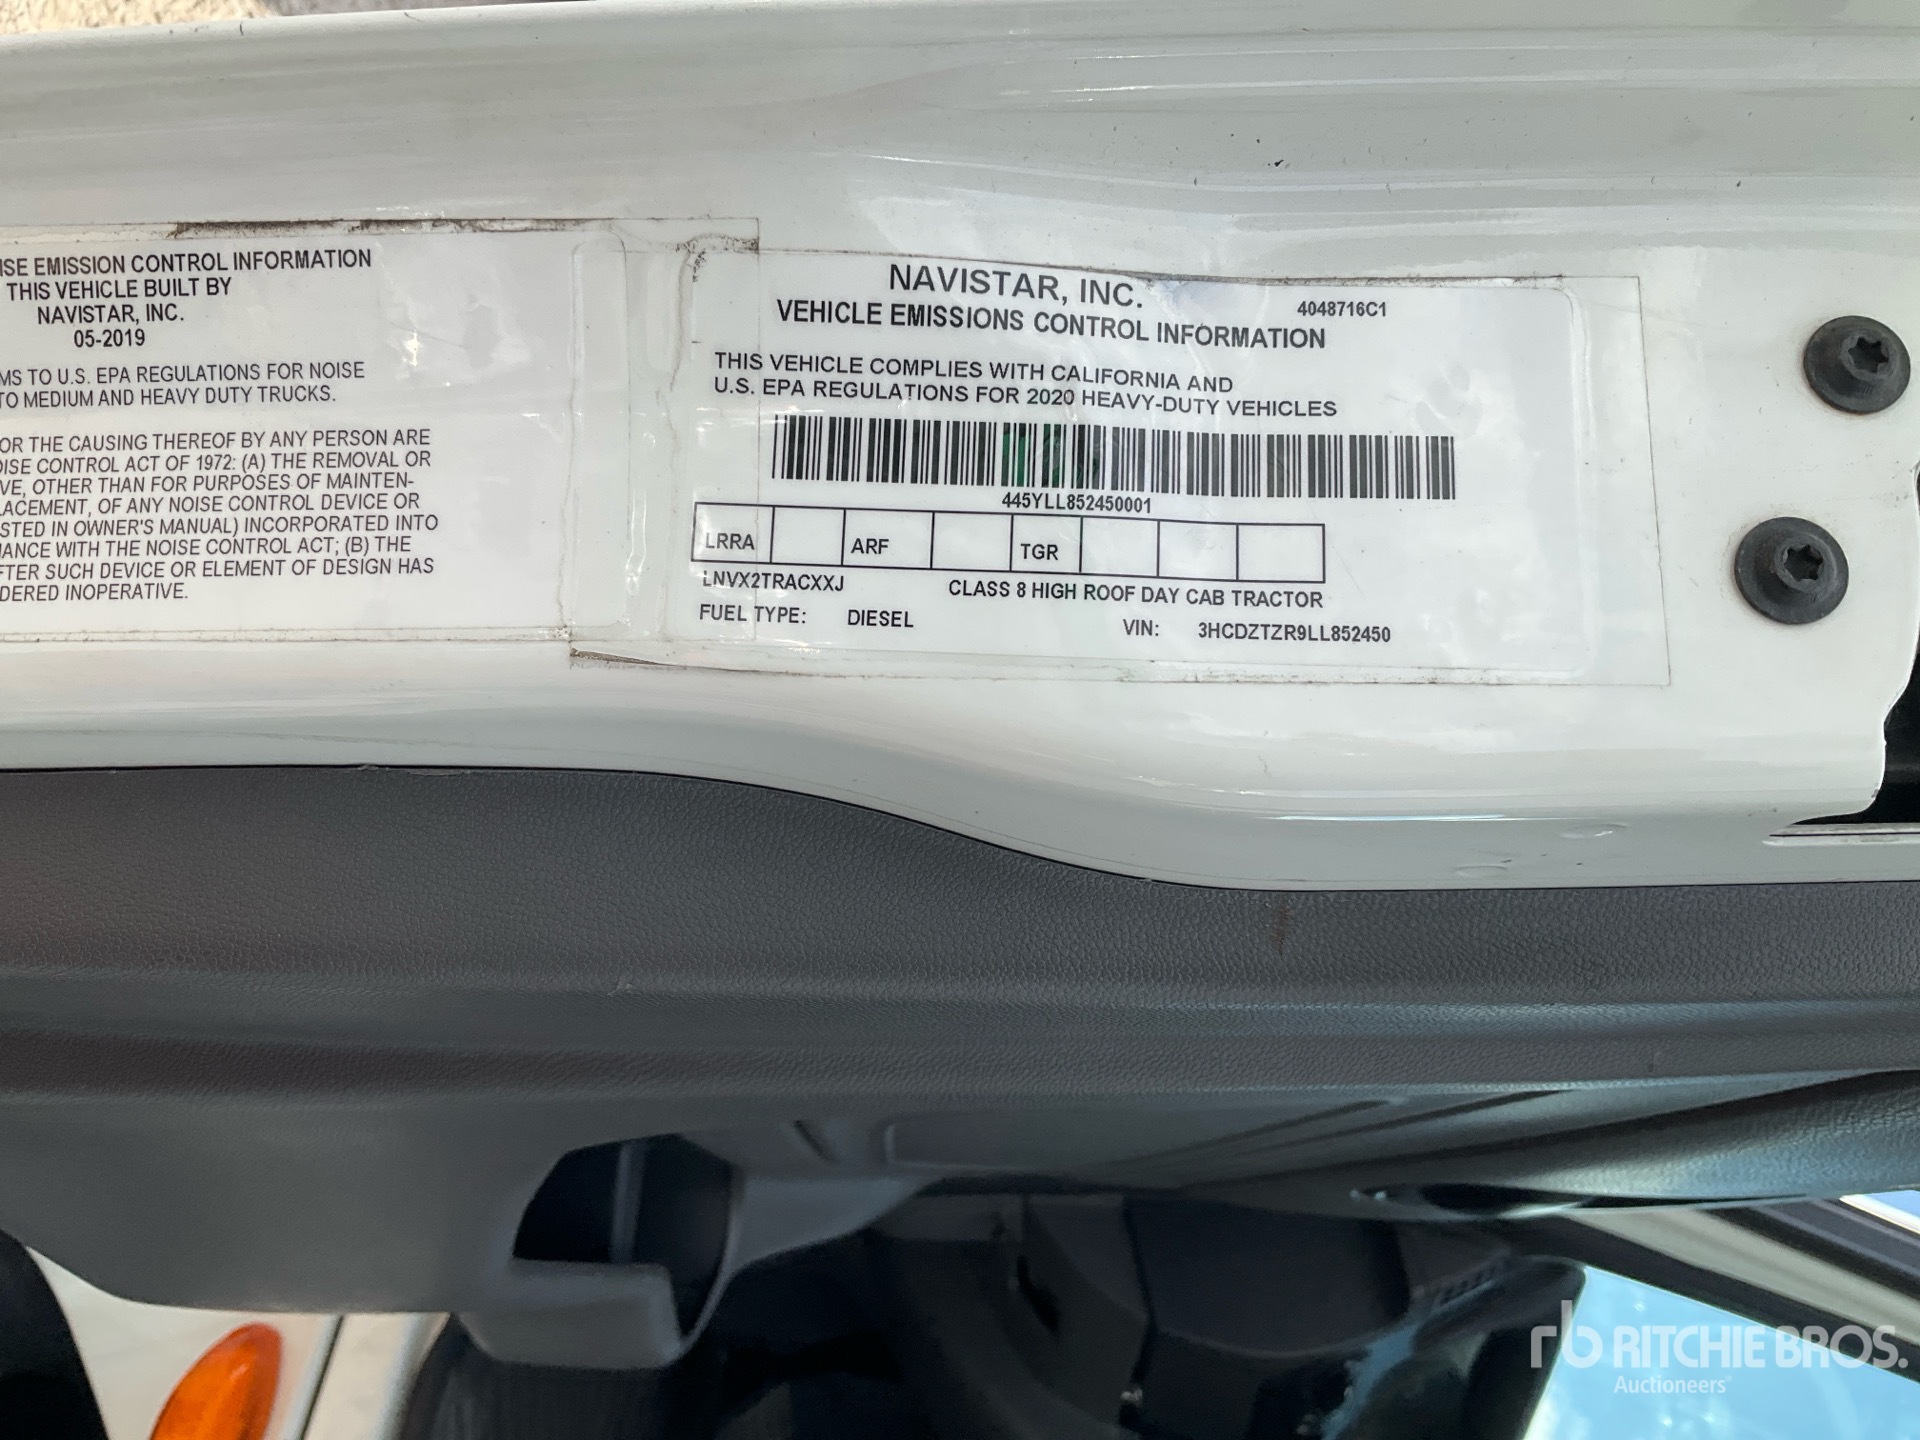 ISE EMISSION CONTROL INFORMATION
THIS VEHICLE BUILT BY
NAVISTAR, INC.
05-2019
MS TO U.S. EPA REGULATIONS FOR NOISE
TO MEDIUM AND HEAVY DUTY TRUCKS.
OR THE CAUSING THEREOF BY ANY PERSON ARE
OISE CONTROL ACT OF 1972: (A) THE REMOVAL OR
VE, OTHER THAN FOR PURPOSES OF MAINTEN-
LACEMENT, OF ANY NOISE CONTROL DEVICE OR
STED IN OWNER'S MANUAL) INCORPORATED INTO
ANCE WITH THE NOISE CONTROL ACT; (B) THE
FTER SUCH DEVICE OR ELEMENT OF DESIGN HAS
DERED INOPERATIVE.
NAVISTAR, INC.
4048716C1
VEHICLE EMISSIONS CONTROL INFORMATION
THIS VEHICLE COMPLIES WITH CALIFORNIA AND
U.S. EPA REGULATIONS FOR 2020 HEAVY-DUTY VEHICLES
445YLL852450001
LRRA ARF TGR
LNVX2TRACXXJ CLASS 8 HIGH ROOF DAY CAB TRACTOR
FUEL TYPE: DIESEL VIN: 3HCDZTZR9LL852450
rb RITCHIE BROS.
Auctioneers